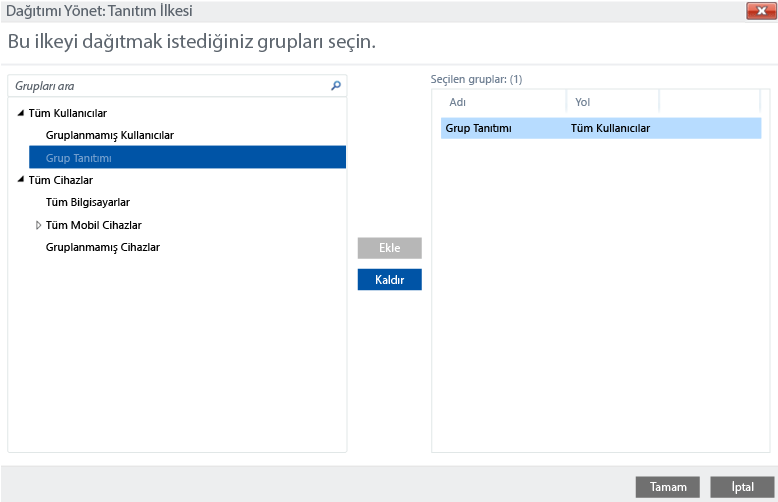 Dağıtımı Yönet: Tanıtım İlkesi
Bu ilkeyi dağıtmak istediğiniz grupları seçin.
Grupları ara
Tüm Kullanıcılar
Gruplanmamış Kullanıcılar
Grup Tanıtımı
Tüm Cihazlar
Tüm Bilgisayarlar
Tüm Mobil Cihazlar
Gruplanmamış Cihazlar
Ekle
Kaldır
Seçilen gruplar: (1)
Adı Yol
Grup Tanıtımı Tüm Kullanıcılar
Tamam İptal